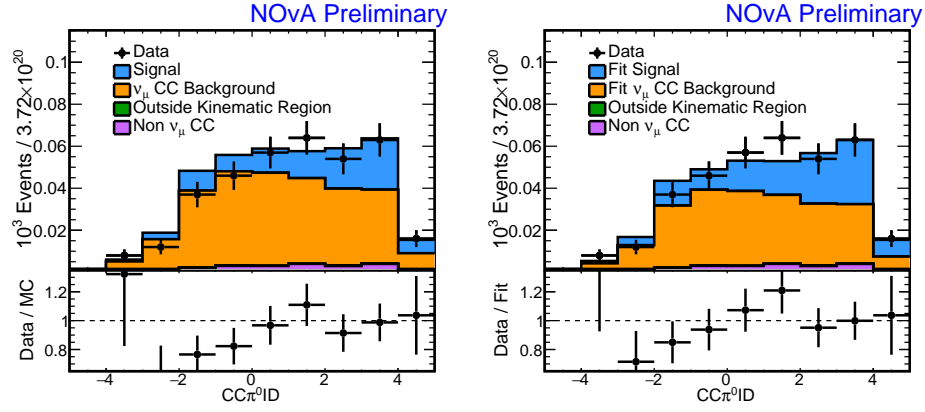 NOvA Preliminary
10³ Events / 3.72×10²⁰
0.1
0.08
0.06
0.04
0.02
Data
Signal
νμ CC Background
Outside Kinematic Region
Non νμ CC
Data / MC
1.2
1
0.8
−4 −2 0 2 4
CCπ⁰ID
NOvA Preliminary
10³ Events / 3.72×10²⁰
0.1
0.08
0.06
0.04
0.02
Data
Fit Signal
Fit νμ CC Background
Outside Kinematic Region
Non νμ CC
Data / Fit
1.2
1
0.8
−4 −2 0 2 4
CCπ⁰ID